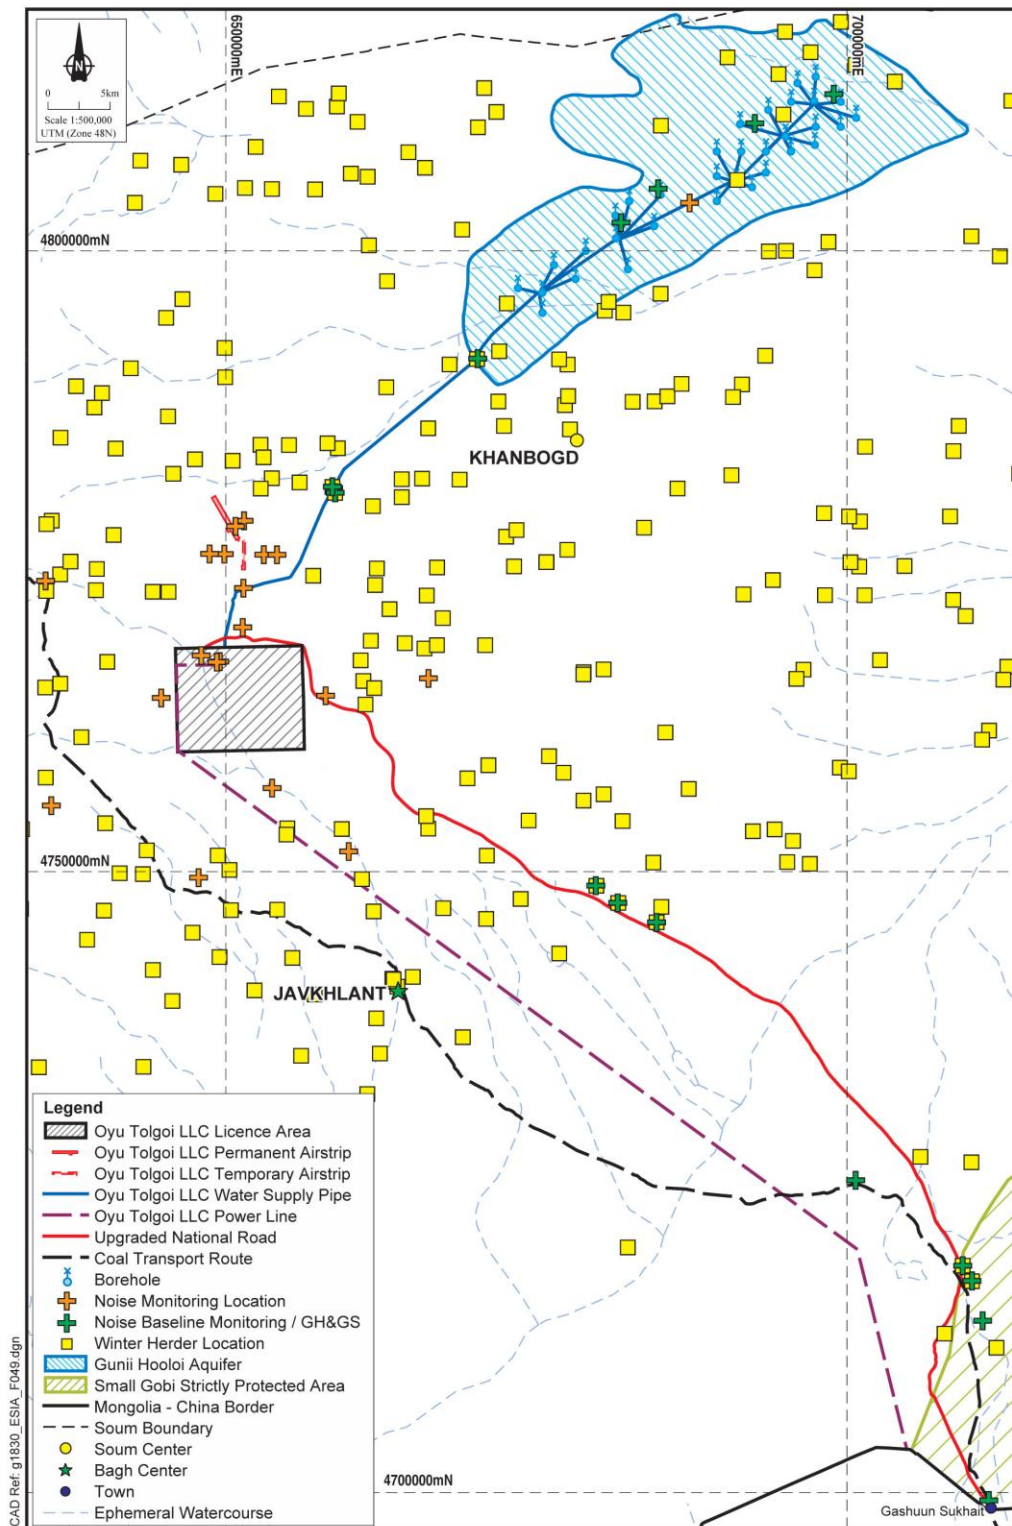 N
0 5km
Scale 1:500,000
UTM (Zone 48N)
650000mE
700000mE
4800000mN
KHANBOGD
4750000mN
JAVKHLANT
Legend
Oyu Tolgoi LLC Licence Area
Oyu Tolgoi LLC Permanent Airstrip
Oyu Tolgoi LLC Temporary Airstrip
Oyu Tolgoi LLC Water Supply Pipe
Oyu Tolgoi LLC Power Line
Upgraded National Road
Coal Transport Route
Borehole
Noise Monitoring Location
Noise Baseline Monitoring / GH&GS
Winter Herder Location
Gunii Hooloi Aquifer
Small Gobi Strictly Protected Area
Mongolia - China Border
Soum Boundary
Soum Center
Bagh Center
Town
Ephemeral Watercourse
4700000mN
Gashuun Sukhait
CAD Ref: g1830_ESIA_F049.dgn